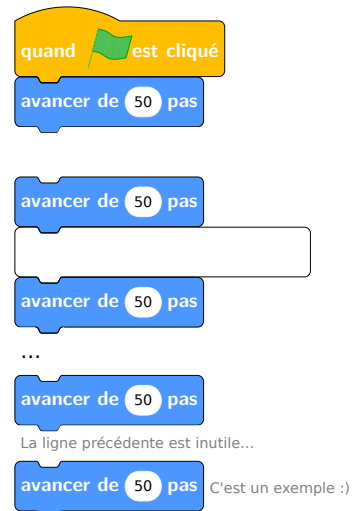 quand est cliqué
avancer de 50 pas
avancer de 50 pas
avancer de 50 pas
...
avancer de 50 pas
La ligne précédente est inutile...
avancer de 50 pas C'est un exemple :)